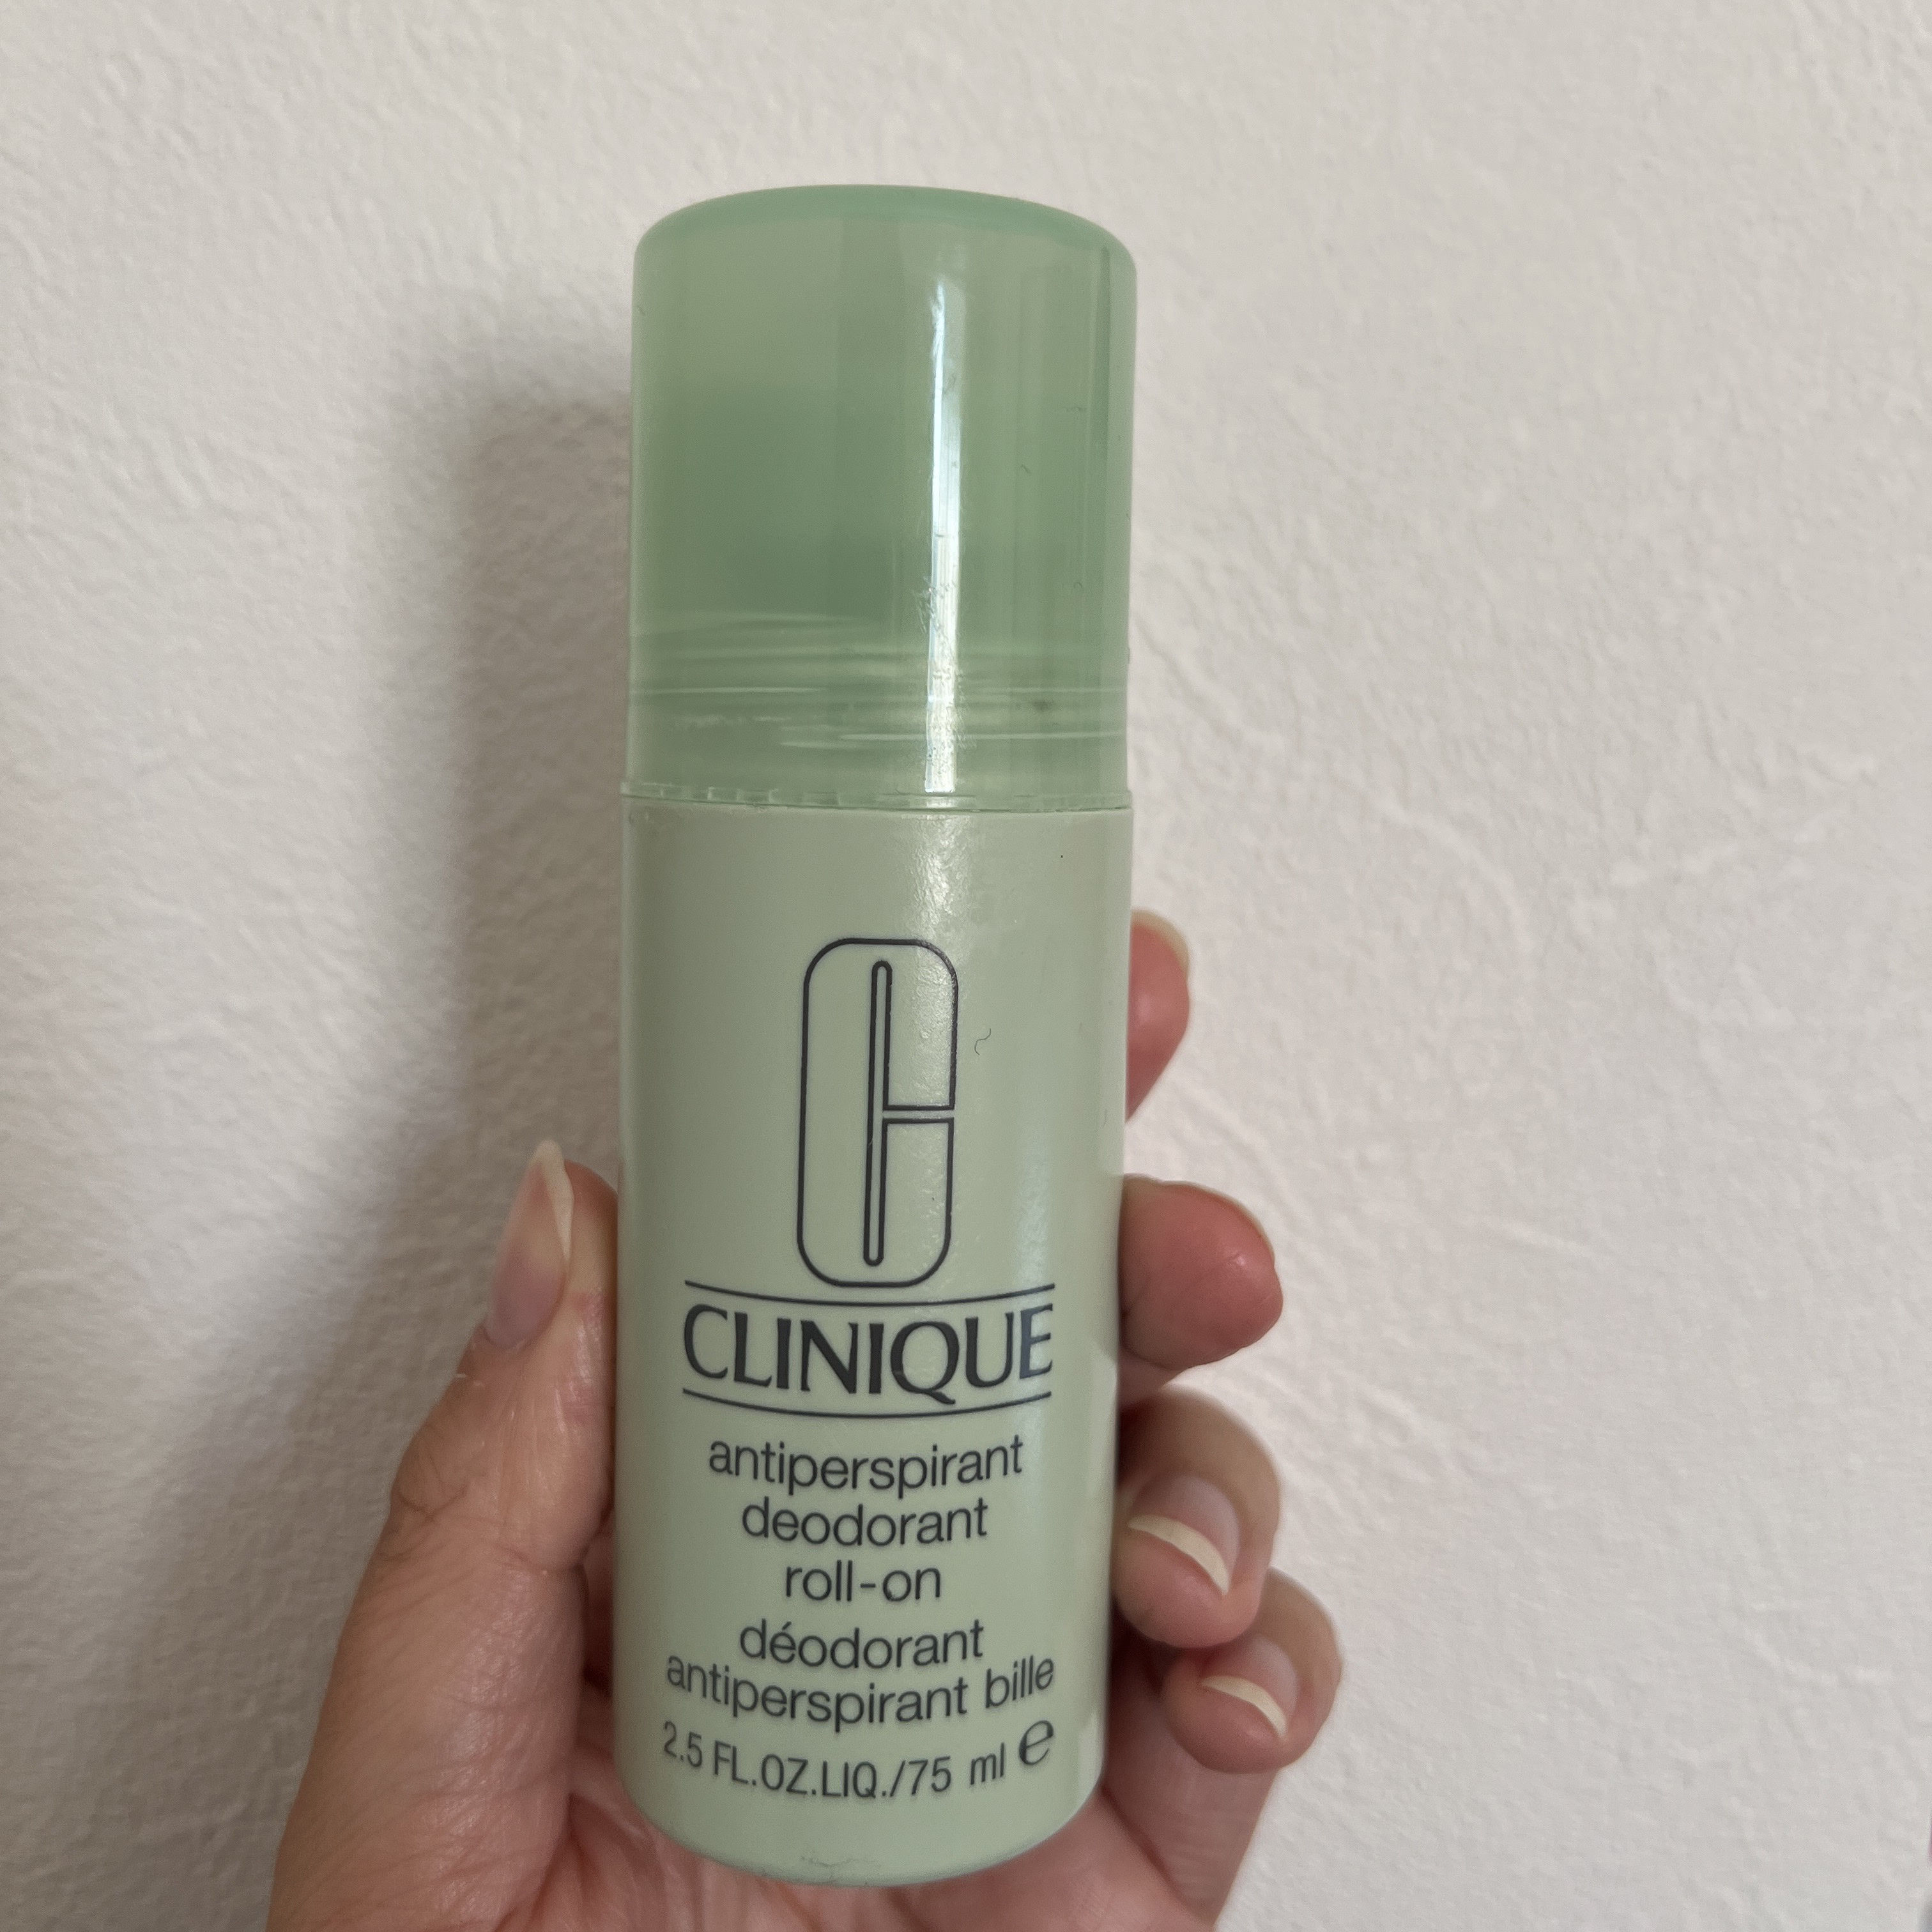 C
CLINIQUE
antiperspirant
deodorant
roll-on
déodorant
antiperspirant bille
2.5 FL.OZ.LIQ./75 ml ℮